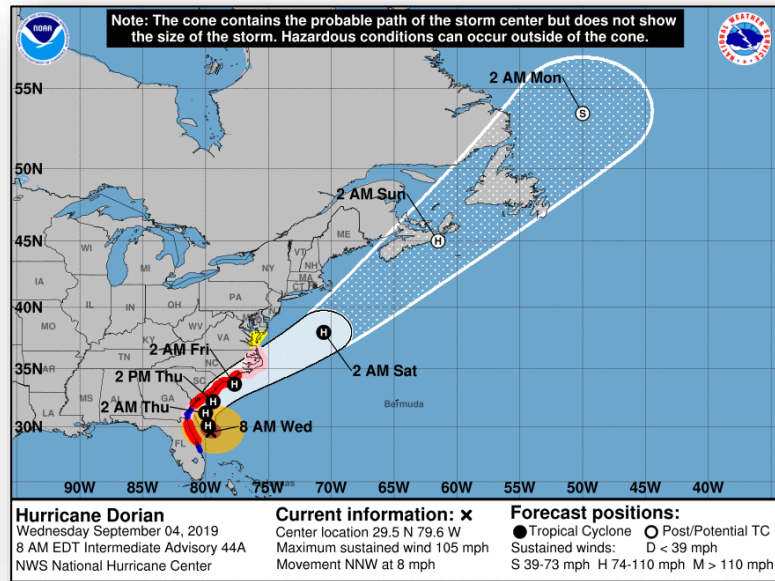 Note: The cone contains the probable path of the storm center but does not show
the size of the storm. Hazardous conditions can occur outside of the cone.
NOAA
NATIONAL WEATHER SERVICE
2 AM Mon
55N
50N
2 AM Sun
45N
ME
WI
VT
NH
MI
NY
MA
CT
40N
IA
PA
IL
IN
OH
MO
WV
KY
VA
35N
2 AM Fri
2 AM Sat
TN
NC
AR
2 PM Thu
SC
MS
AL
GA
2 AM Thu
Bermuda
LA
30N
8 AM Wed
FL
90W
85W
80W
75W
70W
65W
60W
55W
50W
45W
40W
Hurricane Dorian
Wednesday September 04, 2019
8 AM EDT Intermediate Advisory 44A
NWS National Hurricane Center
Current information: x
Center location 29.5 N 79.6 W
Maximum sustained wind 105 mph
Movement NNW at 8 mph
Forecast positions:
● Tropical Cyclone ○ Post/Potential TC
Sustained winds: D < 39 mph
S 39-73 mph H 74-110 mph M > 110 mph